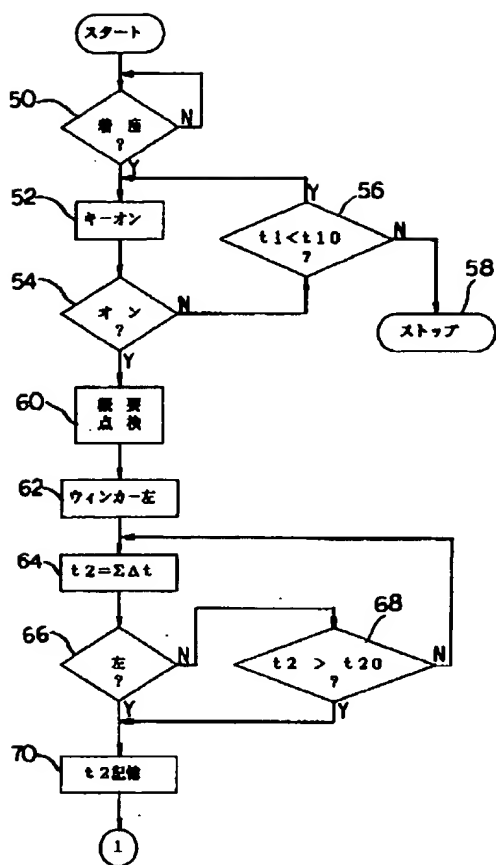 スタート
50
着座
?
N
Y
52
キーオン
Y
56
t1<t10
?
N
54
オン
?
N
Y
58
ストップ
60
概要
点検
62
ウィンカー左
64
t2=ΣΔt
66
左
?
N
Y
68
t2 > t20
?
N
Y
70
t2記憶
1